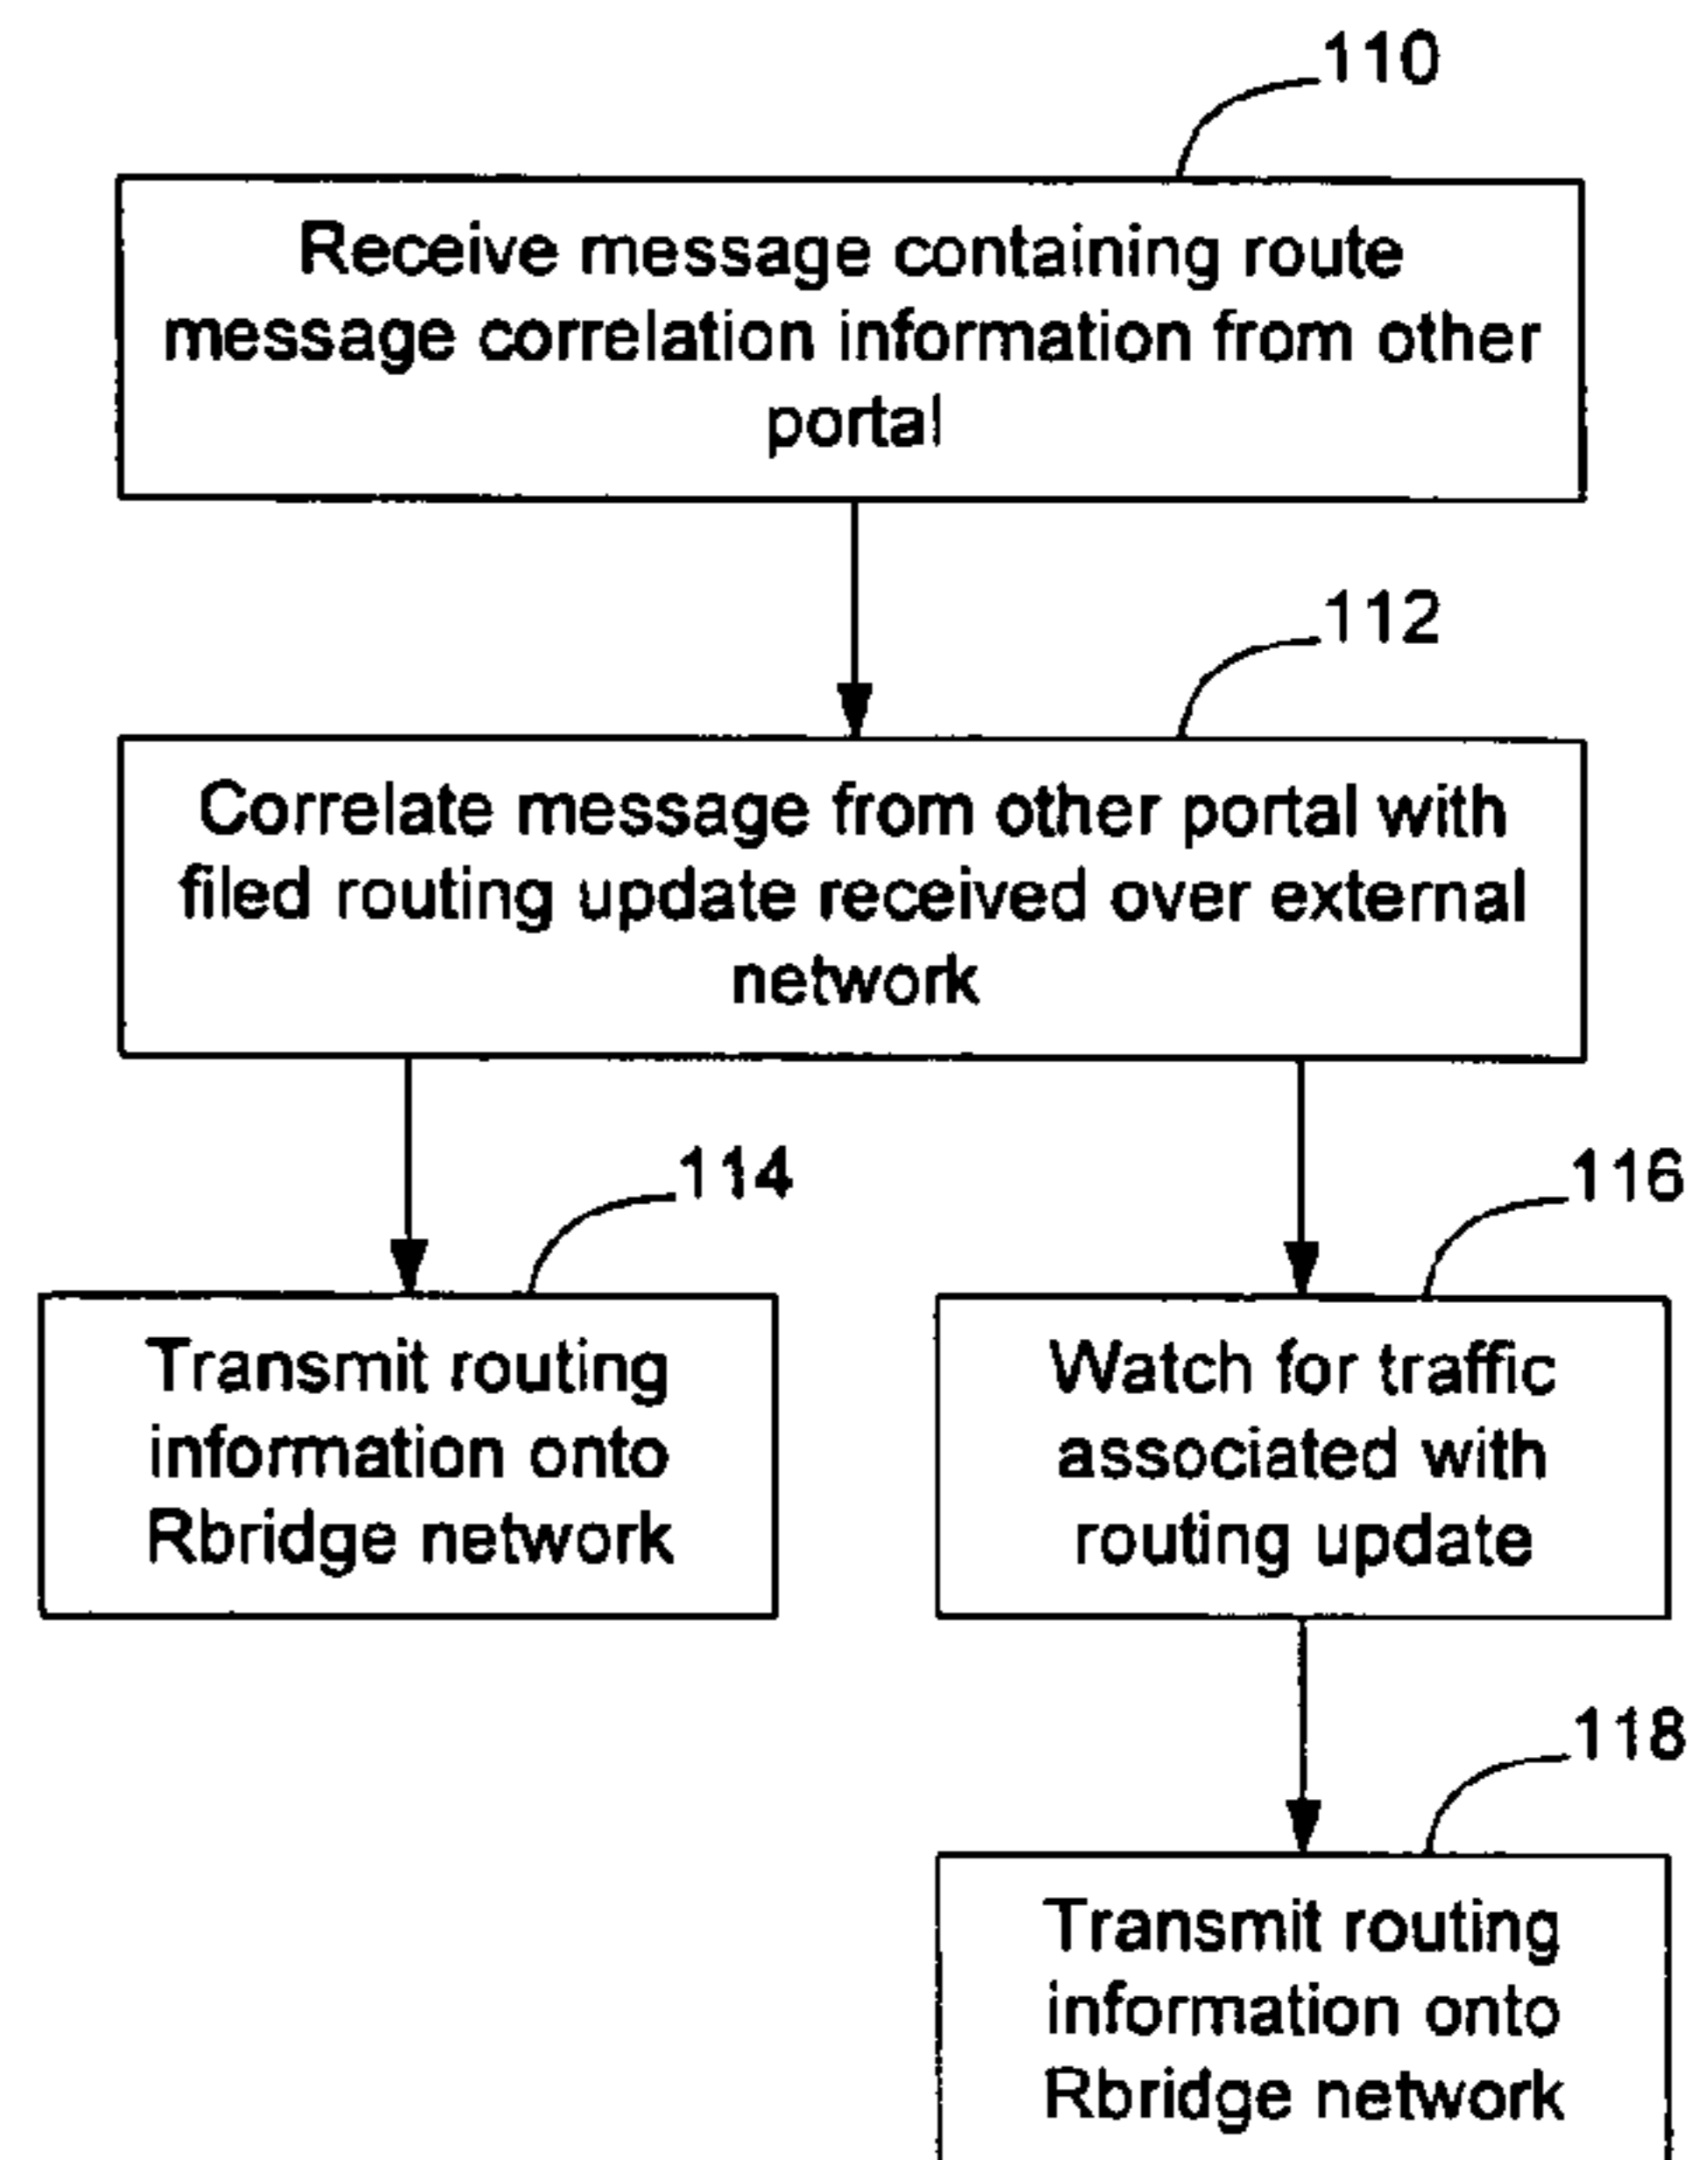 110
Receive message containing route
message correlation information from other
portal
112
Correlate message from other portal with
filed routing update received over external
network
114
Transmit routing
information onto
Rbridge network
116
Watch for traffic
associated with
routing update
118
Transmit routing
information onto
Rbridge network